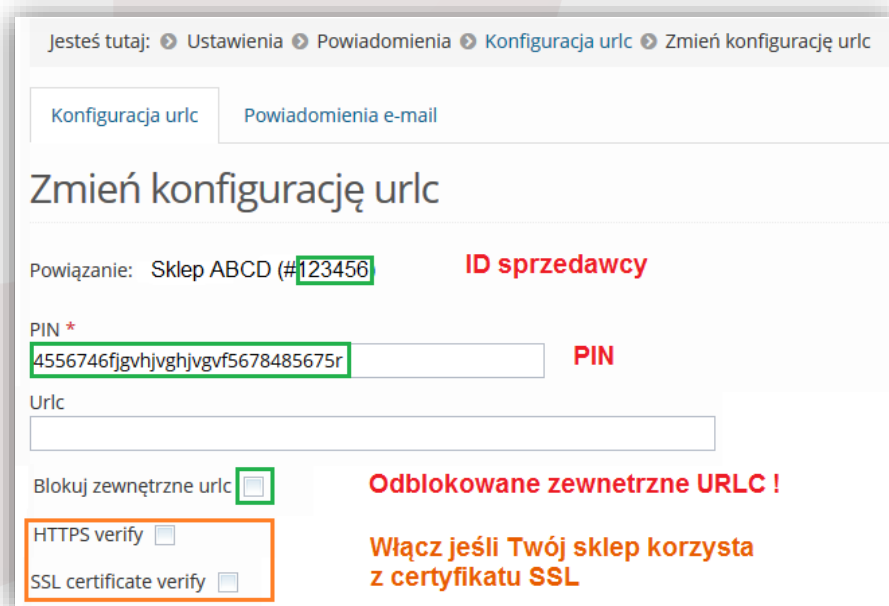 Jesteś tutaj: Ustawienia Powiadomienia Konfiguracja urlc Zmień konfigurację urlc
Konfiguracja urlc Powiadomienia e-mail
Zmień konfigurację urlc
Powiązanie: Sklep ABCD (#123456) ID sprzedawcy
PIN *
4556746fjgvhjvghjvgvf5678485675r PIN
Urlc
Blokuj zewnętrzne urlc Odblokowane zewnetrzne URLC !
HTTPS verify Włącz jeśli Twój sklep korzysta
SSL certificate verify z certyfikatu SSL